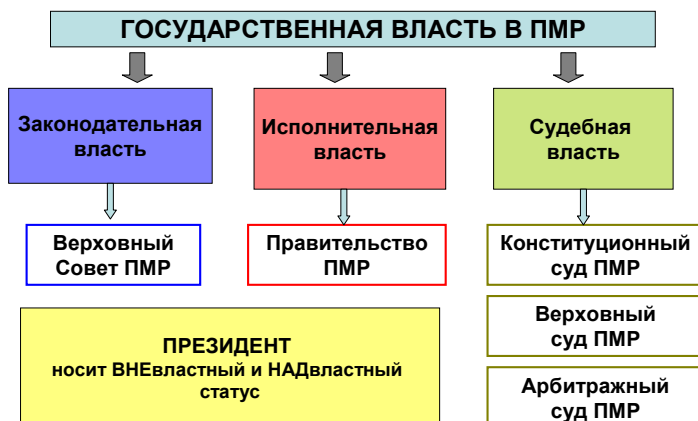 ГОСУДАРСТВЕННАЯ ВЛАСТЬ В ПМР
Законодательная
власть
Исполнительная
власть
Судебная
власть
Верховный
Совет ПМР
Правительство
ПМР
Конституционный
суд ПМР
Верховный
суд ПМР
Арбитражный
суд ПМР
ПРЕЗИДЕНТ
носит ВНЕвластный и НАДвластный
статус